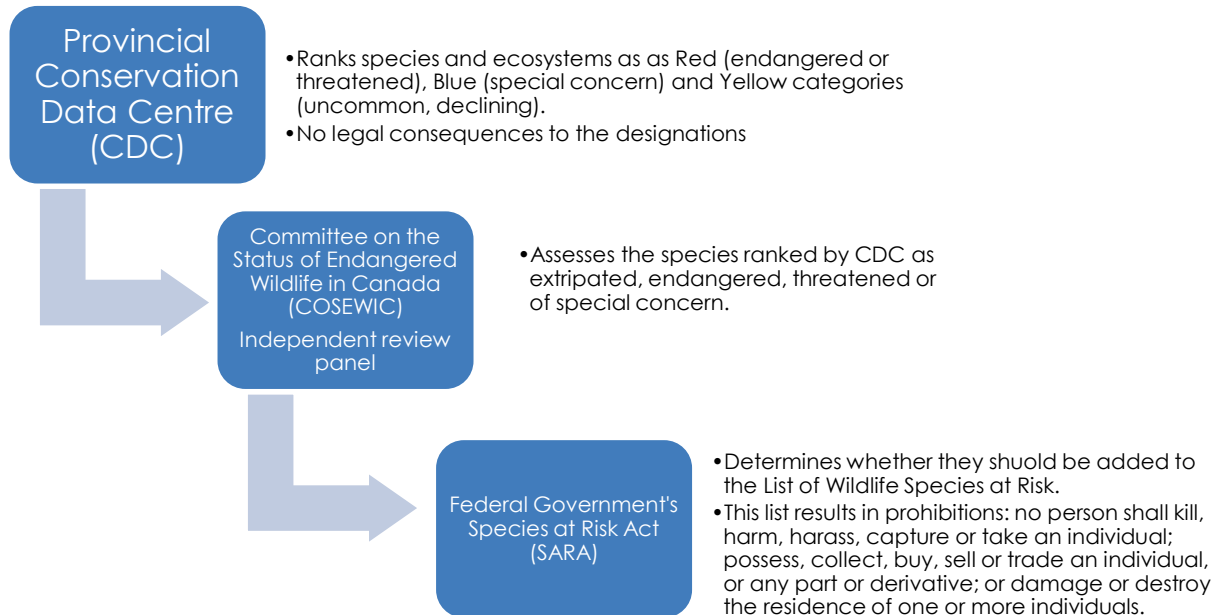 Provincial
Conservation
Data Centre
(CDC)
•Ranks species and ecosystems as as Red (endangered or
threatened), Blue (special concern) and Yellow categories
(uncommon, declining).
•No legal consequences to the designations
Committee on the
Status of Endangered
Wildlife in Canada
(COSEWIC)
Independent review
panel
•Assesses the species ranked by CDC as
extripated, endangered, threatened or
of special concern.
Federal Government's
Species at Risk Act
(SARA)
•Determines whether they shuold be added to
the List of Wildlife Species at Risk.
•This list results in prohibitions: no person shall kill,
harm, harass, capture or take an individual;
possess, collect, buy, sell or trade an individual,
or any part or derivative; or damage or destroy
the residence of one or more individuals.